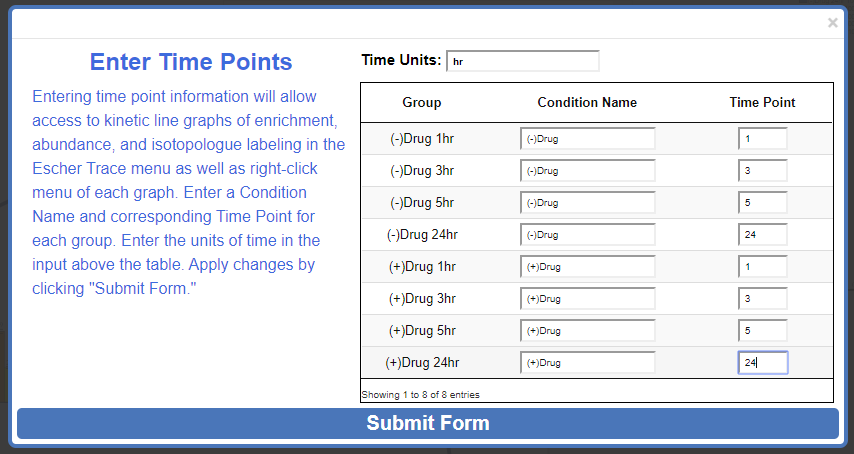 ×
Enter Time Points
Entering time point information will allow
access to kinetic line graphs of enrichment,
abundance, and isotopologue labeling in the
Escher Trace menu as well as right-click
menu of each graph. Enter a Condition
Name and corresponding Time Point for
each group. Enter the units of time in the
input above the table. Apply changes by
clicking "Submit Form."
Time Units: hr
Group Condition Name Time Point
(-)Drug 1hr (-)Drug 1
(-)Drug 3hr (-)Drug 3
(-)Drug 5hr (-)Drug 5
(-)Drug 24hr (-)Drug 24
(+)Drug 1hr (+)Drug 1
(+)Drug 3hr (+)Drug 3
(+)Drug 5hr (+)Drug 5
(+)Drug 24hr (+)Drug 24
Showing 1 to 8 of 8 entries
Submit Form